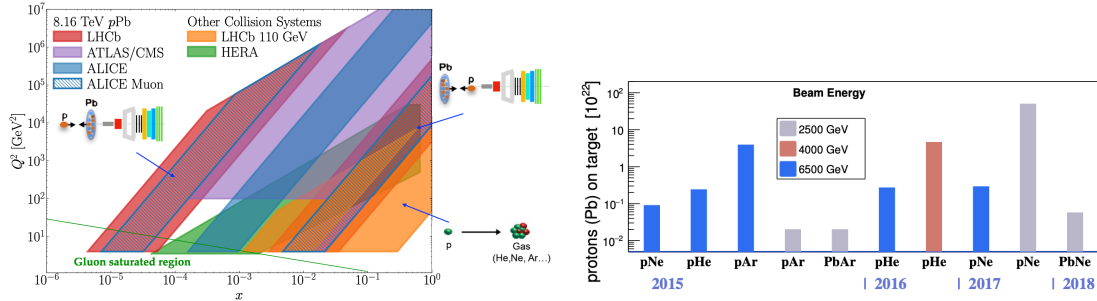 8.16 TeV pPb
LHCb
ATLAS/CMS
ALICE
ALICE Muon
Other Collision Systems
LHCb 110 GeV
HERA
Pb
p
Pb
p
10⁷
10⁶
10⁵
10⁴
10³
10²
10¹
Q² [GeV²]
Gluon saturated region
p
Gas
(He,Ne, Ar...)
10⁻⁶
10⁻⁵
10⁻⁴
10⁻³
10⁻²
10⁻¹
10⁰
x
protons (Pb) on target [10²²]
10²
10
1
10⁻¹
10⁻²
Beam Energy
2500 GeV
4000 GeV
6500 GeV
pNe pHe pAr pAr PbAr pHe pHe pNe pNe PbNe
2015 | 2016 | 2017 | 2018